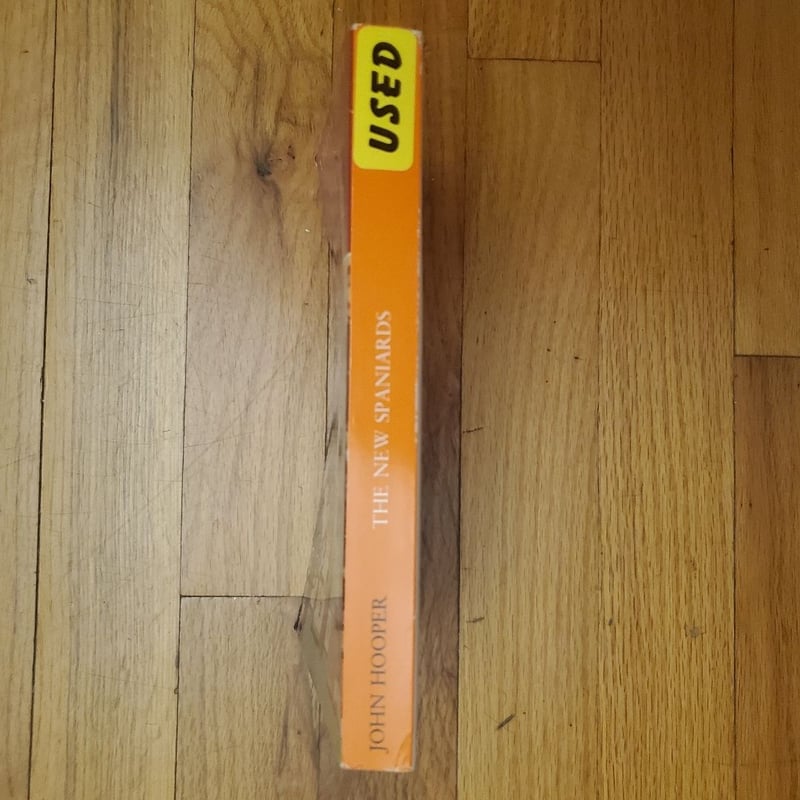 JOHN HOOPER
THE NEW SPANIARDS
USED